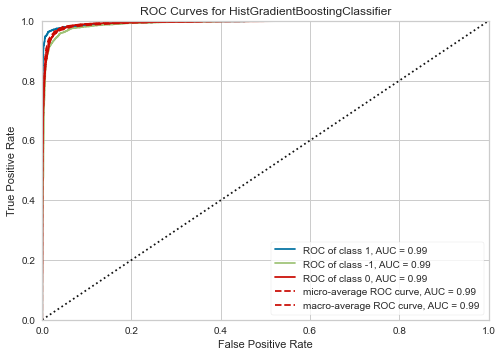 ROC Curves for HistGradientBoostingClassifier
1.0
0.8
0.6
0.4
0.2
0.0
True Positive Rate
ROC of class 1, AUC = 0.99
ROC of class -1, AUC = 0.99
ROC of class 0, AUC = 0.99
micro-average ROC curve, AUC = 0.99
macro-average ROC curve, AUC = 0.99
0.0 0.2 0.4 0.6 0.8 1.0
False Positive Rate